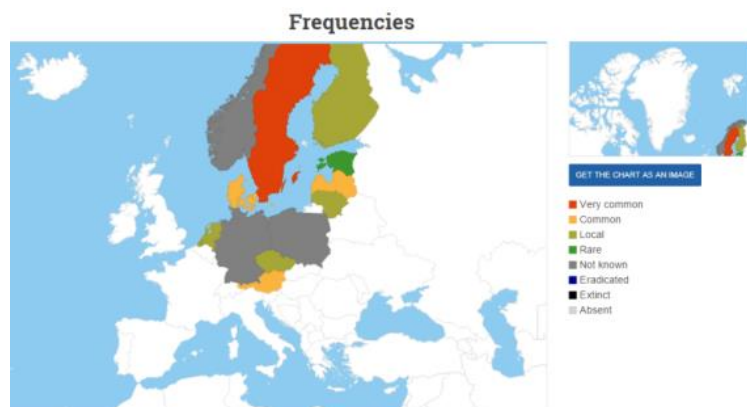 Frequencies
GET THE CHART AS AN IMAGE
Very common
Common
Local
Rare
Not known
Eradicated
Extinct
Absent